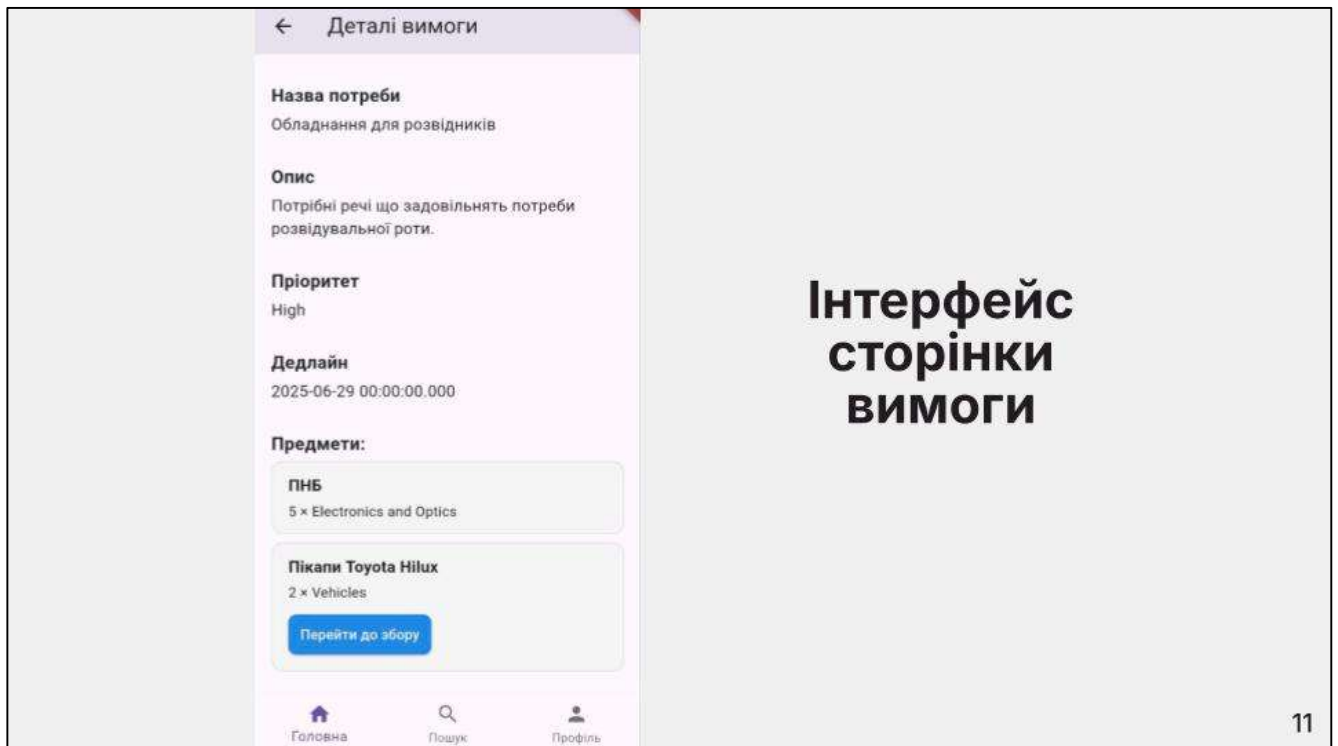 Деталі вимоги
Назва потреби
Обладнання для розвідників
Опис
Потрібні речі що задовільнять потреби
розвідувальної роти.
Пріоритет
High
Дедлайн
2025-06-29 00:00:00.000
Предмети:
ПНБ
5 × Electronics and Optics
Пікапи Toyota Hilux
2 × Vehicles
Перейти до збору
Головна
Пошук
Профіль
Інтерфейс
сторінки
вимоги
11